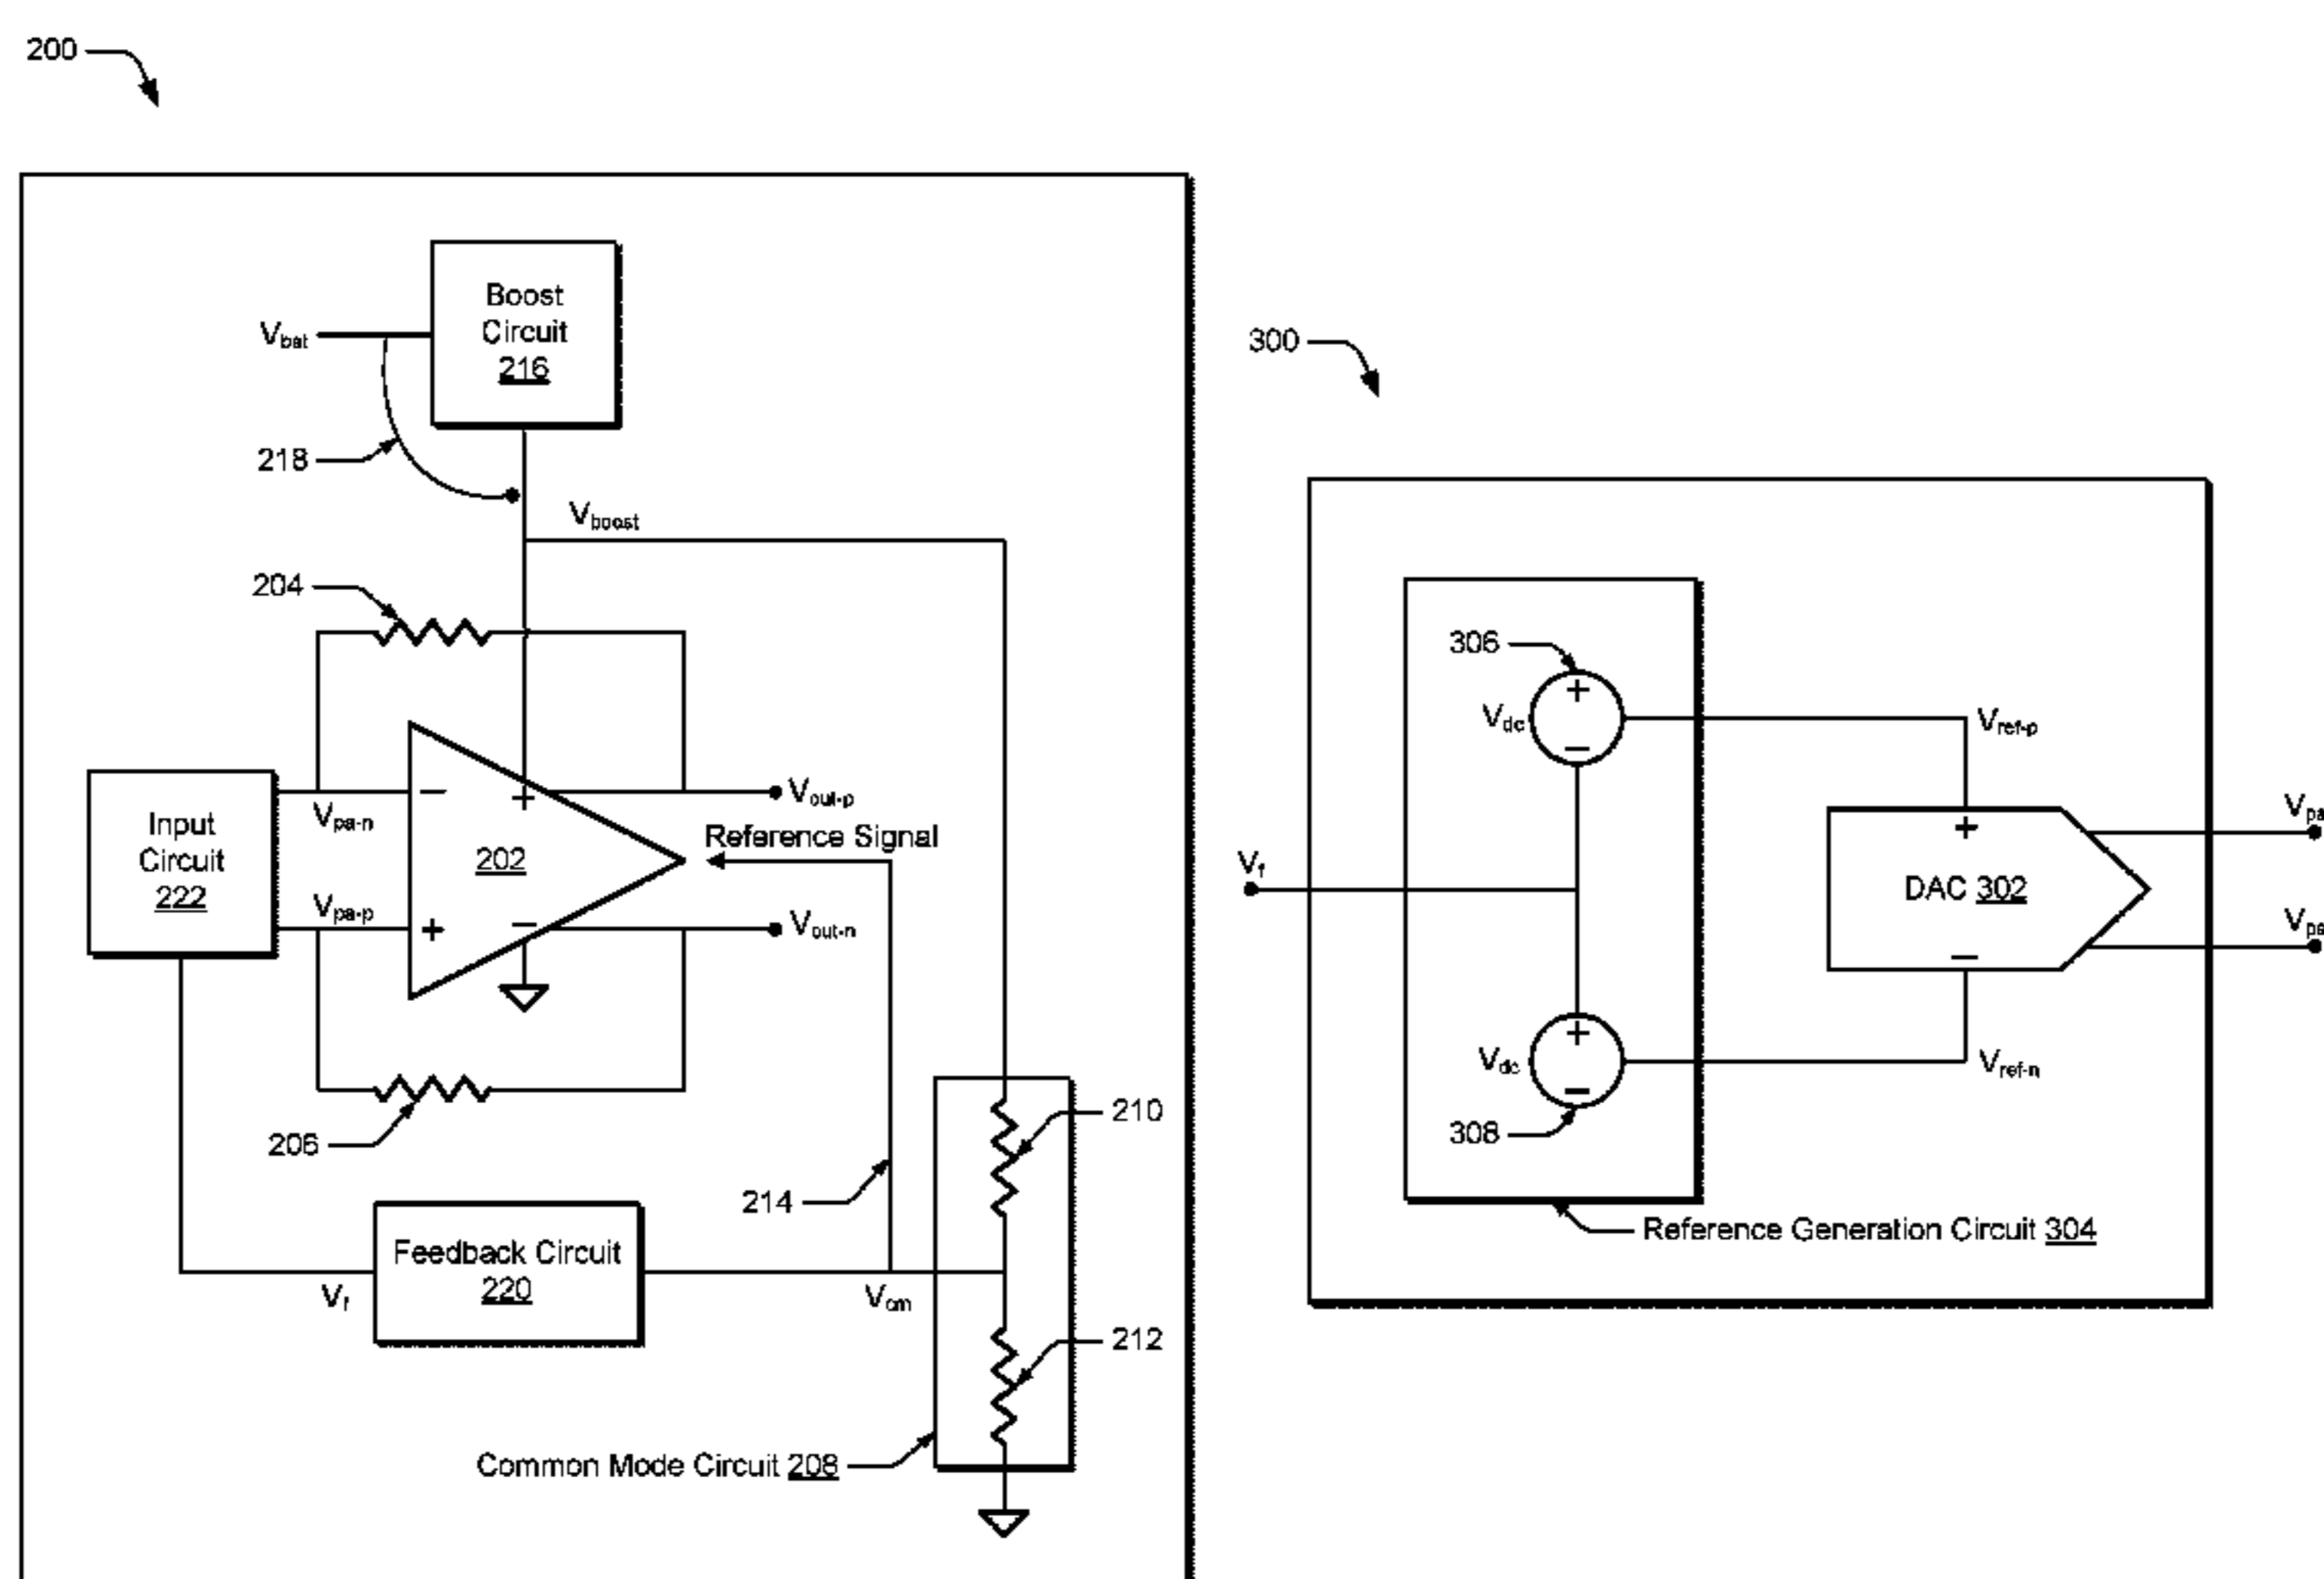 200
Boost
Circuit
216
Vbat
218
Vboost
204
Input
Circuit
222
Vpa-n
Vpa-p
−
+
202
+
−
Vout-p
Reference Signal
Vout-n
206
214
210
Feedback Circuit
220
Vf
Vcm
212
Common Mode Circuit 208
300
306
+
Vdc
−
Vref-p
Vf
+
DAC 302
−
Vpa
Vpa
+
Vdc
−
Vref-n
308
Reference Generation Circuit 304